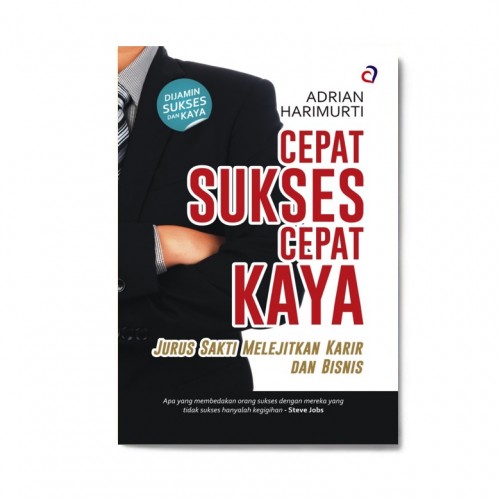 DIJAMIN
SUKSES
DAN KAYA
ADRIAN
HARIMURTI
CEPAT
SUKSES
CEPAT
KAYA
JURUS SAKTI MELEJITKAN KARIR
DAN BISNIS
Apa yang membedakan orang sukses dengan mereka yang
tidak sukses hanyalah kegigihan - Steve Jobs